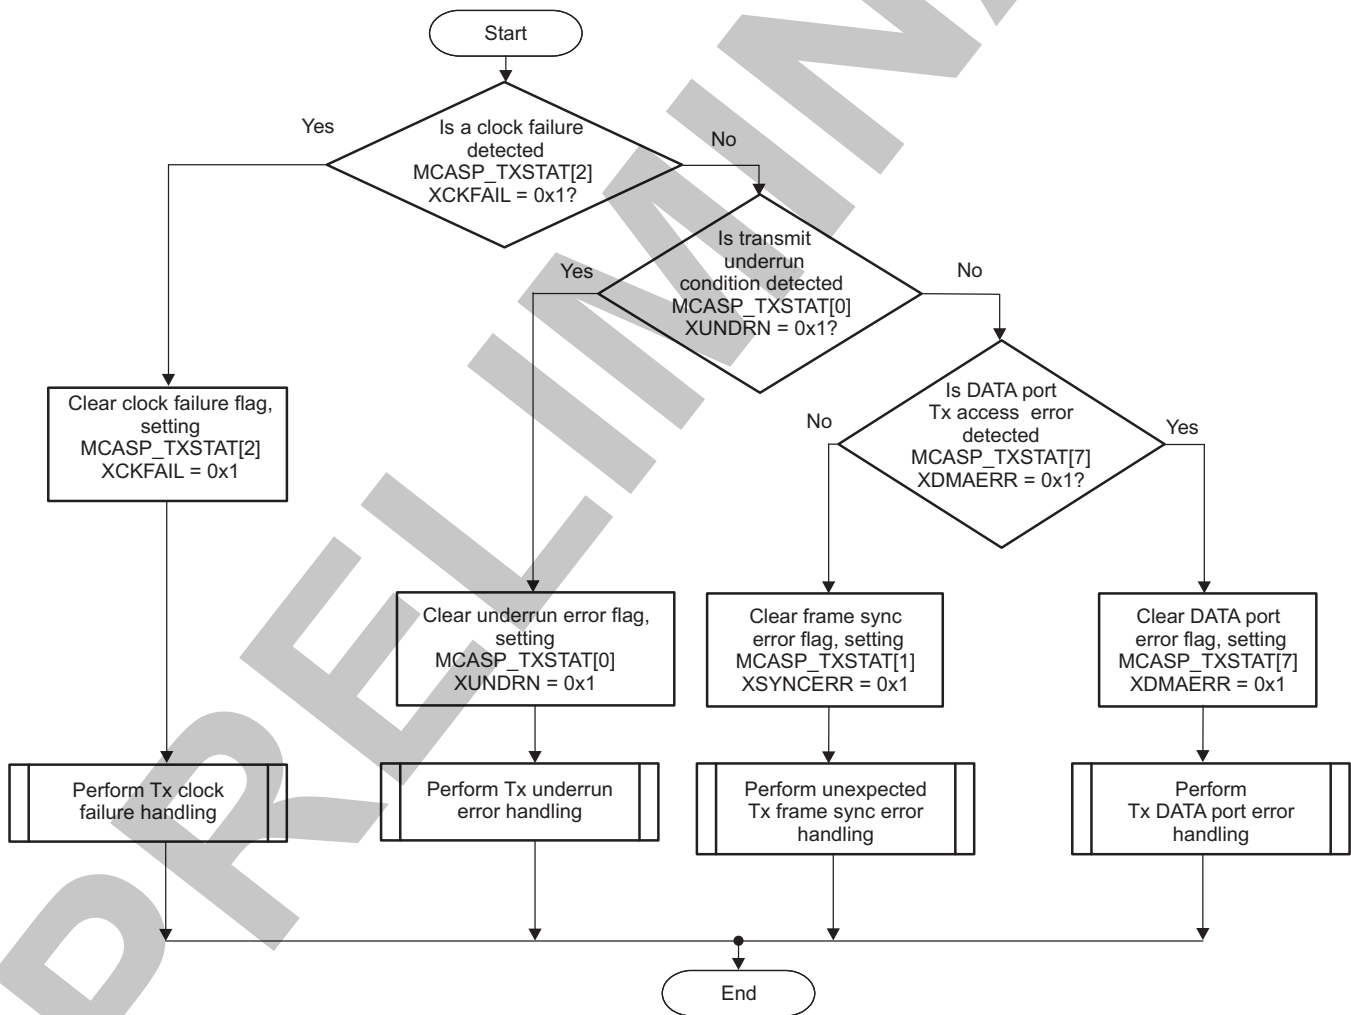 Start
Is a clock failure
detected
MCASP_TXSTAT[2]
XCKFAIL = 0x1?
Yes
No
Is transmit
underrun
condition detected
MCASP_TXSTAT[0]
XUNDRN = 0x1?
Yes
No
Is DATA port
Tx access error
detected
MCASP_TXSTAT[7]
XDMAERR = 0x1?
No
Yes
Clear clock failure flag,
setting
MCASP_TXSTAT[2]
XCKFAIL = 0x1
Clear underrun error flag,
setting
MCASP_TXSTAT[0]
XUNDRN = 0x1
Clear frame sync
error flag, setting
MCASP_TXSTAT[1]
XSYNCERR = 0x1
Clear DATA port
error flag, setting
MCASP_TXSTAT[7]
XDMAERR = 0x1
Perform Tx clock
failure handling
Perform Tx underrun
error handling
Perform unexpected
Tx frame sync error
handling
Perform
Tx DATA port error
handling
End
PRELIMIN